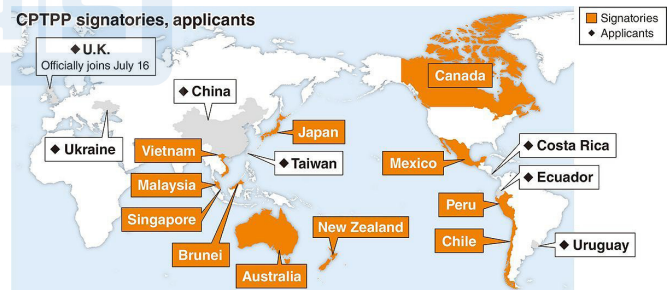 CPTPP signatories, applicants
Signatories
◆ Applicants
◆ U.K.
Officially joins July 16
◆ China
Canada
Japan
◆ Ukraine
Vietnam
◆ Taiwan
Mexico
◆ Costa Rica
◆ Ecuador
Malaysia
Singapore
Peru
New Zealand
Chile
◆ Uruguay
Brunei
Australia